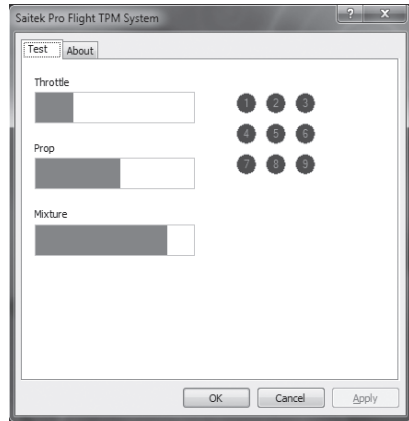 Saitek Pro Flight TPM System
? X
Test About
Throttle
1 2 3
4 5 6
Prop
7 8 9
Mixture
OK Cancel Apply